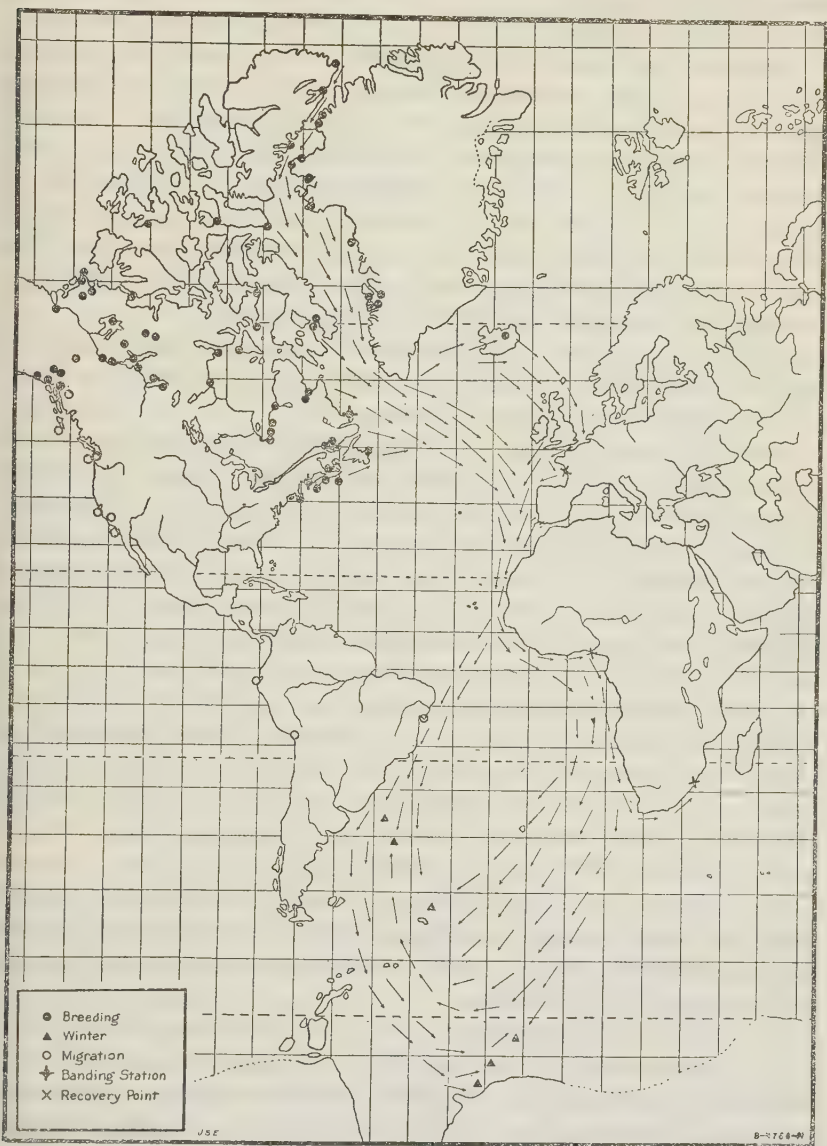 Breeding
Winter
Migration
Banding Station
Recovery Point
JSE